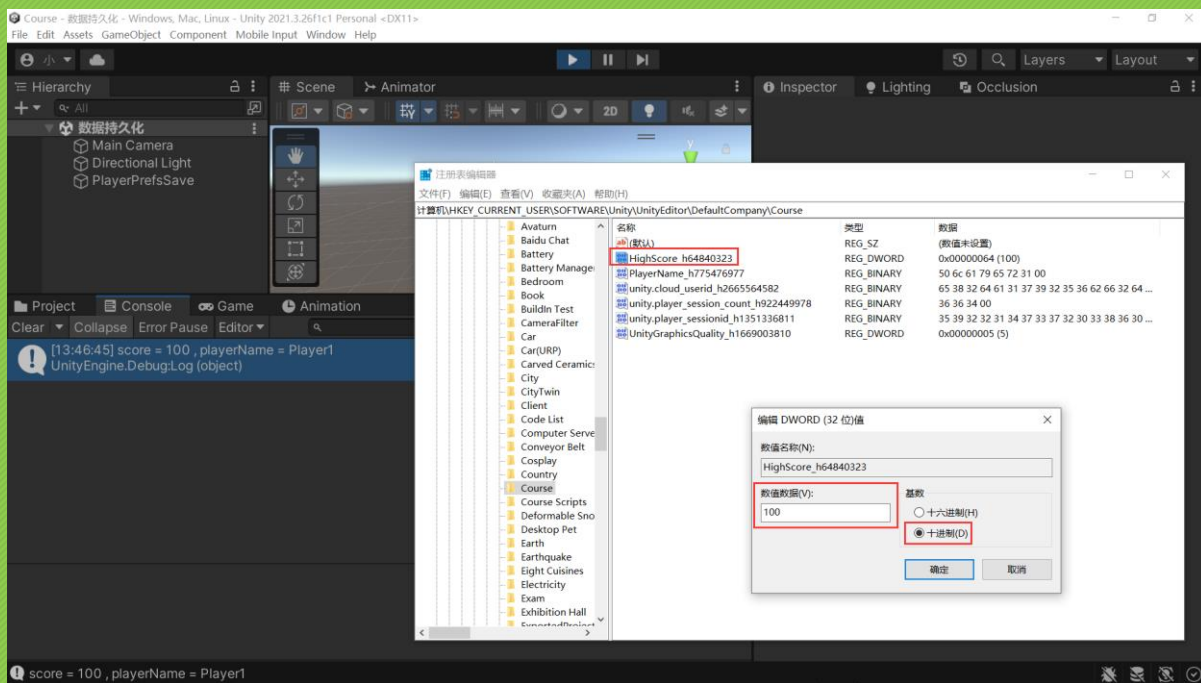 Course - 数据持久化 - Windows, Mac, Linux - Unity 2021.3.26f1c1 Personal <DX11>
File Edit Assets GameObject Component Mobile Input Window Help
小
Layers
Layout
Hierarchy
Scene
Animator
Inspector
Lighting
Occlusion
All
2D
数据持久化
Main Camera
Directional Light
PlayerPrefsSave
y
Project
Console
Game
Animation
Clear
Collapse
Error Pause
Editor
[13:46:45] score = 100 , playerName = Player1
UnityEngine.Debug:Log (object)
score = 100 , playerName = Player1
注册表编辑器
文件(F) 编辑(E) 查看(V) 收藏夹(A) 帮助(H)
计算机\HKEY_CURRENT_USER\SOFTWARE\Unity\UnityEditor\DefaultCompany\Course
Avaturn
Baidu Chat
Battery
Battery Manage
Bedroom
Book
BuildIn Test
CameraFilter
Car
Car(URP)
Carved Ceramic
City
CityTwin
Client
Code List
Computer Serve
Conveyor Belt
Cosplay
Country
Course
Course Scripts
Deformable Sno
Desktop Pet
Earth
Earthquake
Eight Cuisines
Electricity
Exam
Exhibition Hall
名称 类型 数据
(默认) REG_SZ (数值未设置)
HighScore_h64840323 REG_DWORD 0x00000064 (100)
PlayerName_h775476977 REG_BINARY 50 6c 61 79 65 72 31 00
unity.cloud_userid_h2665564582 REG_BINARY 65 38 32 64 61 31 37 39 32 35 36 62 66 32 64 ...
unity.player_session_count_h922449978 REG_BINARY 36 36 34 00
unity.player_sessionid_h1351336811 REG_BINARY 35 39 32 32 31 34 37 33 37 32 30 33 38 36 30 ...
UnityGraphicsQuality_h1669003810 REG_DWORD 0x00000005 (5)
编辑 DWORD (32 位)值
数值名称(N):
HighScore_h64840323
数值数据(V):
100
基数
十六进制(H)
十进制(D)
确定
取消